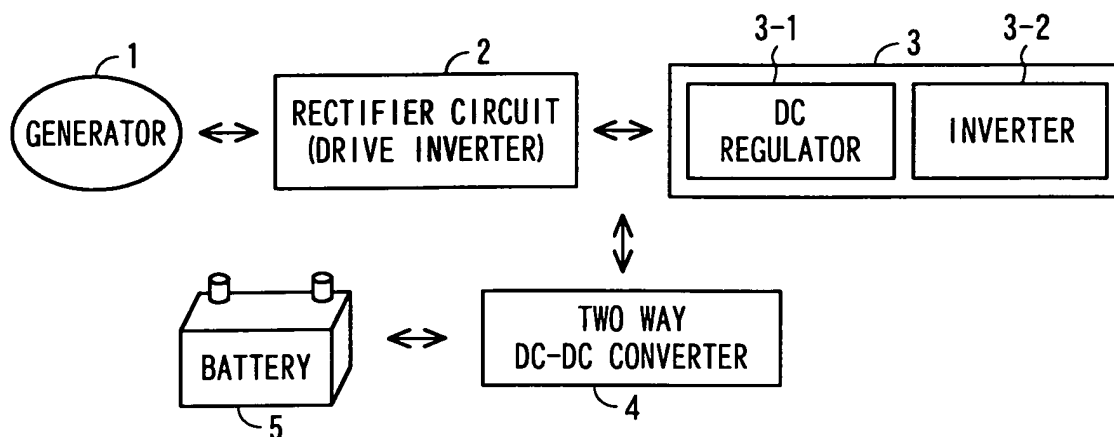 1
2
3-1
3
3-2
GENERATOR
RECTIFIER CIRCUIT
(DRIVE INVERTER)
DC
REGULATOR
INVERTER
BATTERY
5
TWO WAY
DC-DC CONVERTER
4